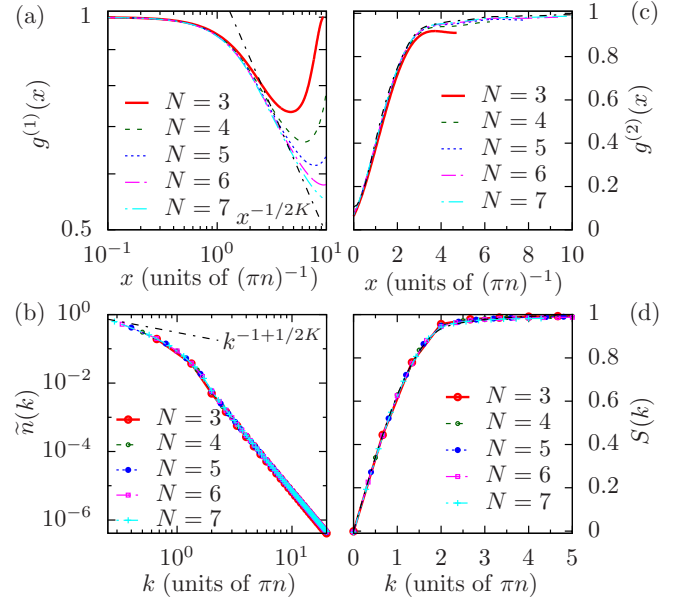 (a)
1
g^{(1)}(x)
0.5
N = 3
N = 4
N = 5
N = 6
N = 7
x^{-1/2K}
10^{-1} 10^0 10^1
x (units of (πn)^{-1})
(c)
1
0.8
0.6
0.4
0.2
0
g^{(2)}(x)
N = 3
N = 4
N = 5
N = 6
N = 7
0 2 4 6 8 10
x (units of (πn)^{-1})
(b)
10^0
10^{-2}
10^{-4}
10^{-6}
ñ(k)
k^{-1+1/2K}
N = 3
N = 4
N = 5
N = 6
N = 7
10^0 10^1
k (units of πn)
(d)
1
0.8
0.6
0.4
0.2
0
S(k)
N = 3
N = 4
N = 5
N = 6
N = 7
0 1 2 3 4 5
k (units of πn)